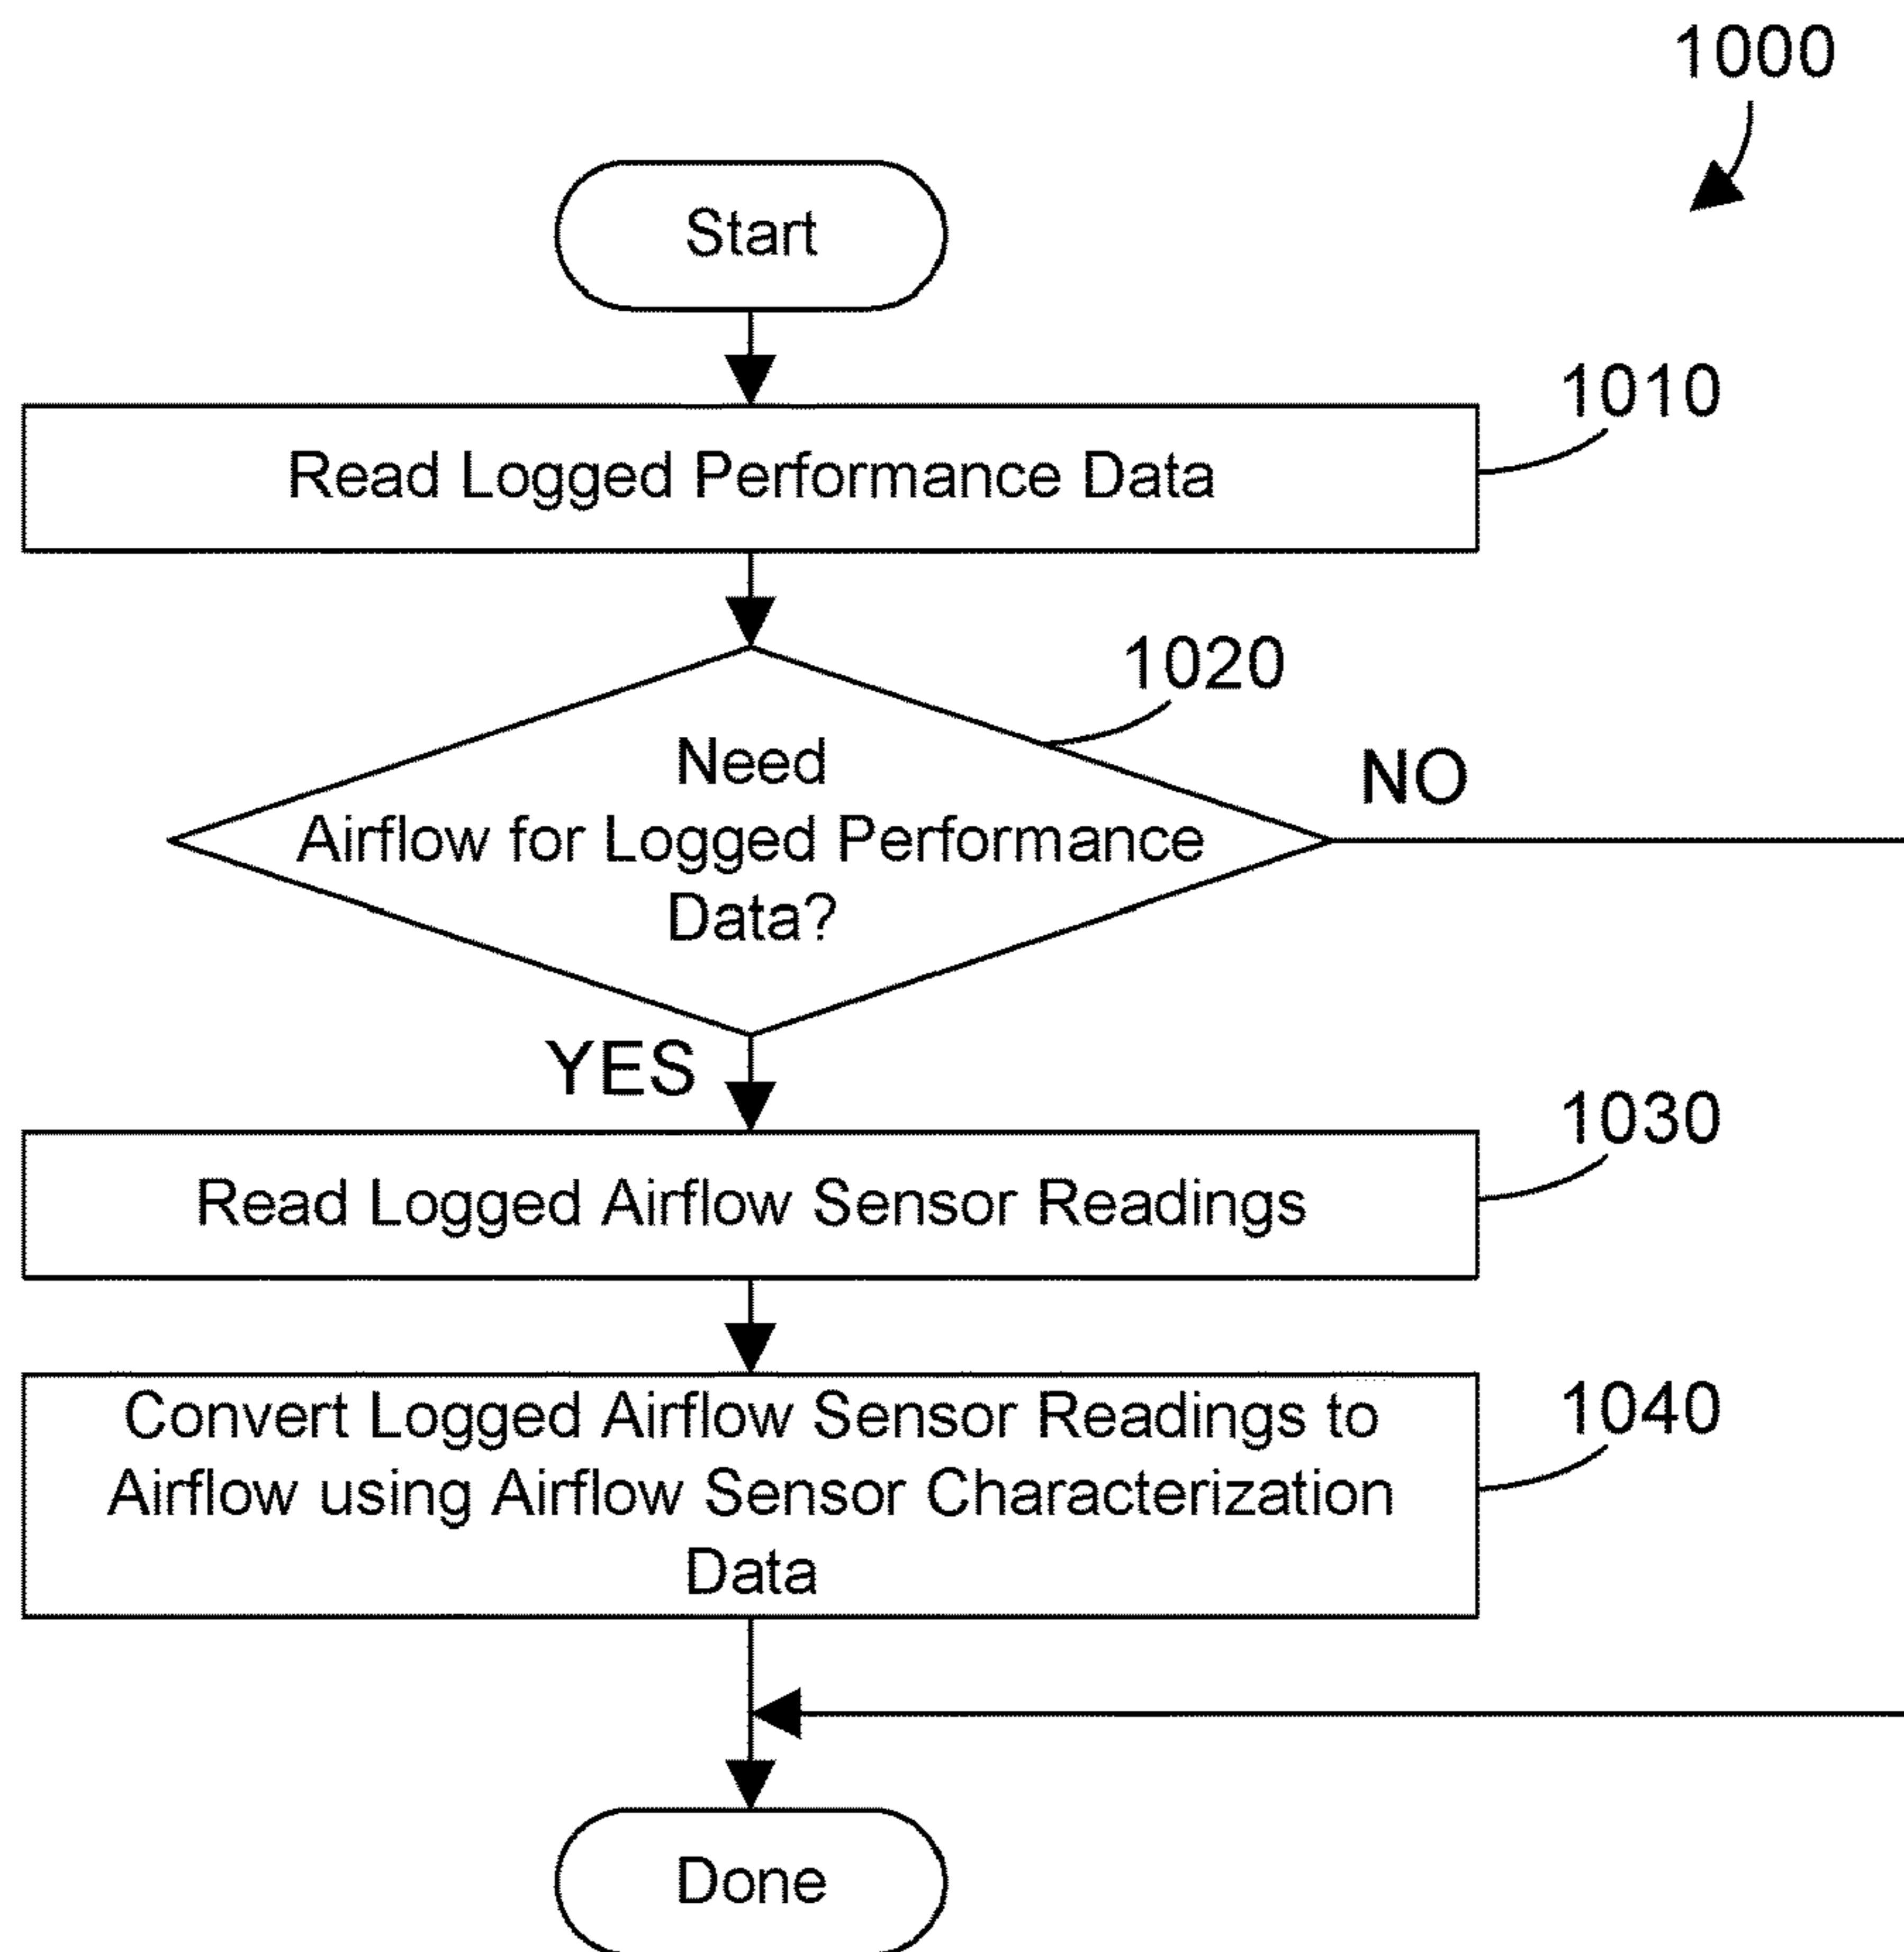 1000
Start
1010
Read Logged Performance Data
1020
Need
Airflow for Logged Performance
Data?
NO
YES
1030
Read Logged Airflow Sensor Readings
1040
Convert Logged Airflow Sensor Readings to
Airflow using Airflow Sensor Characterization
Data
Done